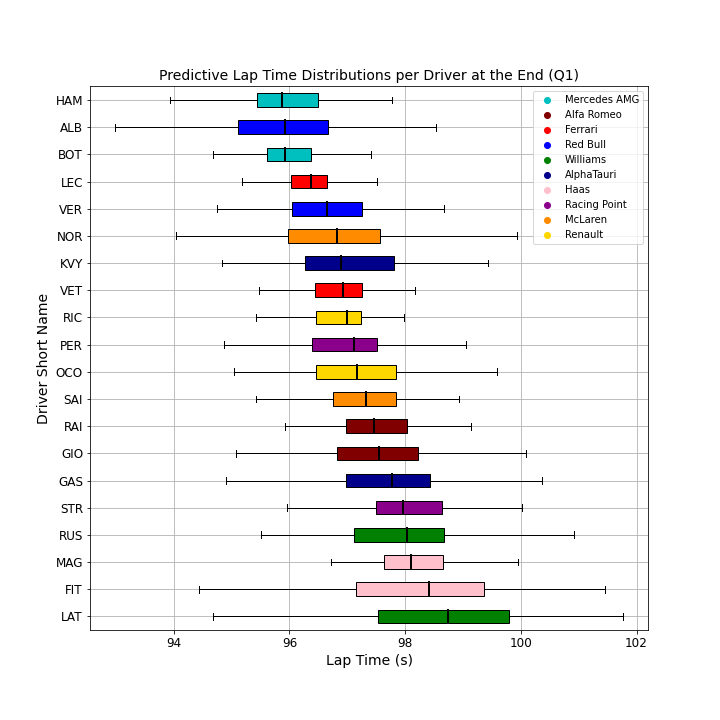 Predictive Lap Time Distributions per Driver at the End (Q1)
HAM
ALB
BOT
LEC
VER
NOR
KVY
VET
RIC
PER
OCO
SAI
RAI
GIO
GAS
STR
RUS
MAG
FIT
LAT
Driver Short Name
Mercedes AMG
Alfa Romeo
Ferrari
Red Bull
Williams
AlphaTauri
Haas
Racing Point
McLaren
Renault
94 96 98 100 102
Lap Time (s)